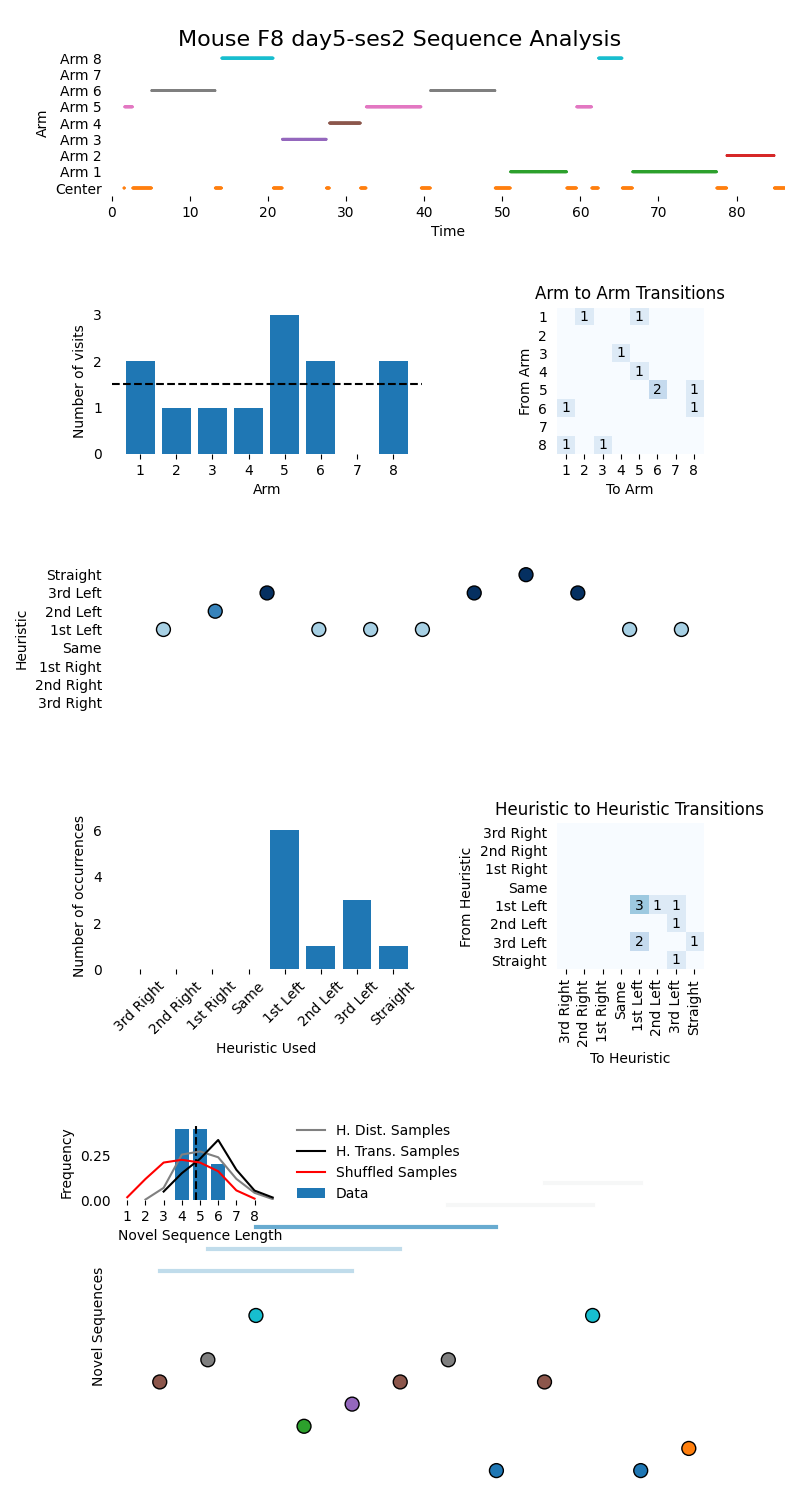 Mouse F8 day5-ses2 Sequence Analysis
Arm
Arm 8
Arm 7
Arm 6
Arm 5
Arm 4
Arm 3
Arm 2
Arm 1
Center
0 10 20 30 40 50 60 70 80
Time
Number of visits
3
2
1
0
1 2 3 4 5 6 7 8
Arm
Arm to Arm Transitions
From Arm
1 1 1
2
3 1
4 1
5 2 1
6 1 1
7
8 1 1
1 2 3 4 5 6 7 8
To Arm
Heuristic
Straight
3rd Left
2nd Left
1st Left
Same
1st Right
2nd Right
3rd Right
Number of occurrences
6
4
2
0
3rd Right 2nd Right 1st Right Same 1st Left 2nd Left 3rd Left Straight
Heuristic Used
Heuristic to Heuristic Transitions
From Heuristic
3rd Right
2nd Right
1st Right
Same
1st Left 3 1 1
2nd Left 1
3rd Left 2 1
Straight 1
3rd Right 2nd Right 1st Right Same 1st Left 2nd Left 3rd Left Straight
To Heuristic
Frequency
0.25
0.00
1 2 3 4 5 6 7 8
Novel Sequence Length
H. Dist. Samples
H. Trans. Samples
Shuffled Samples
Data
Novel Sequences